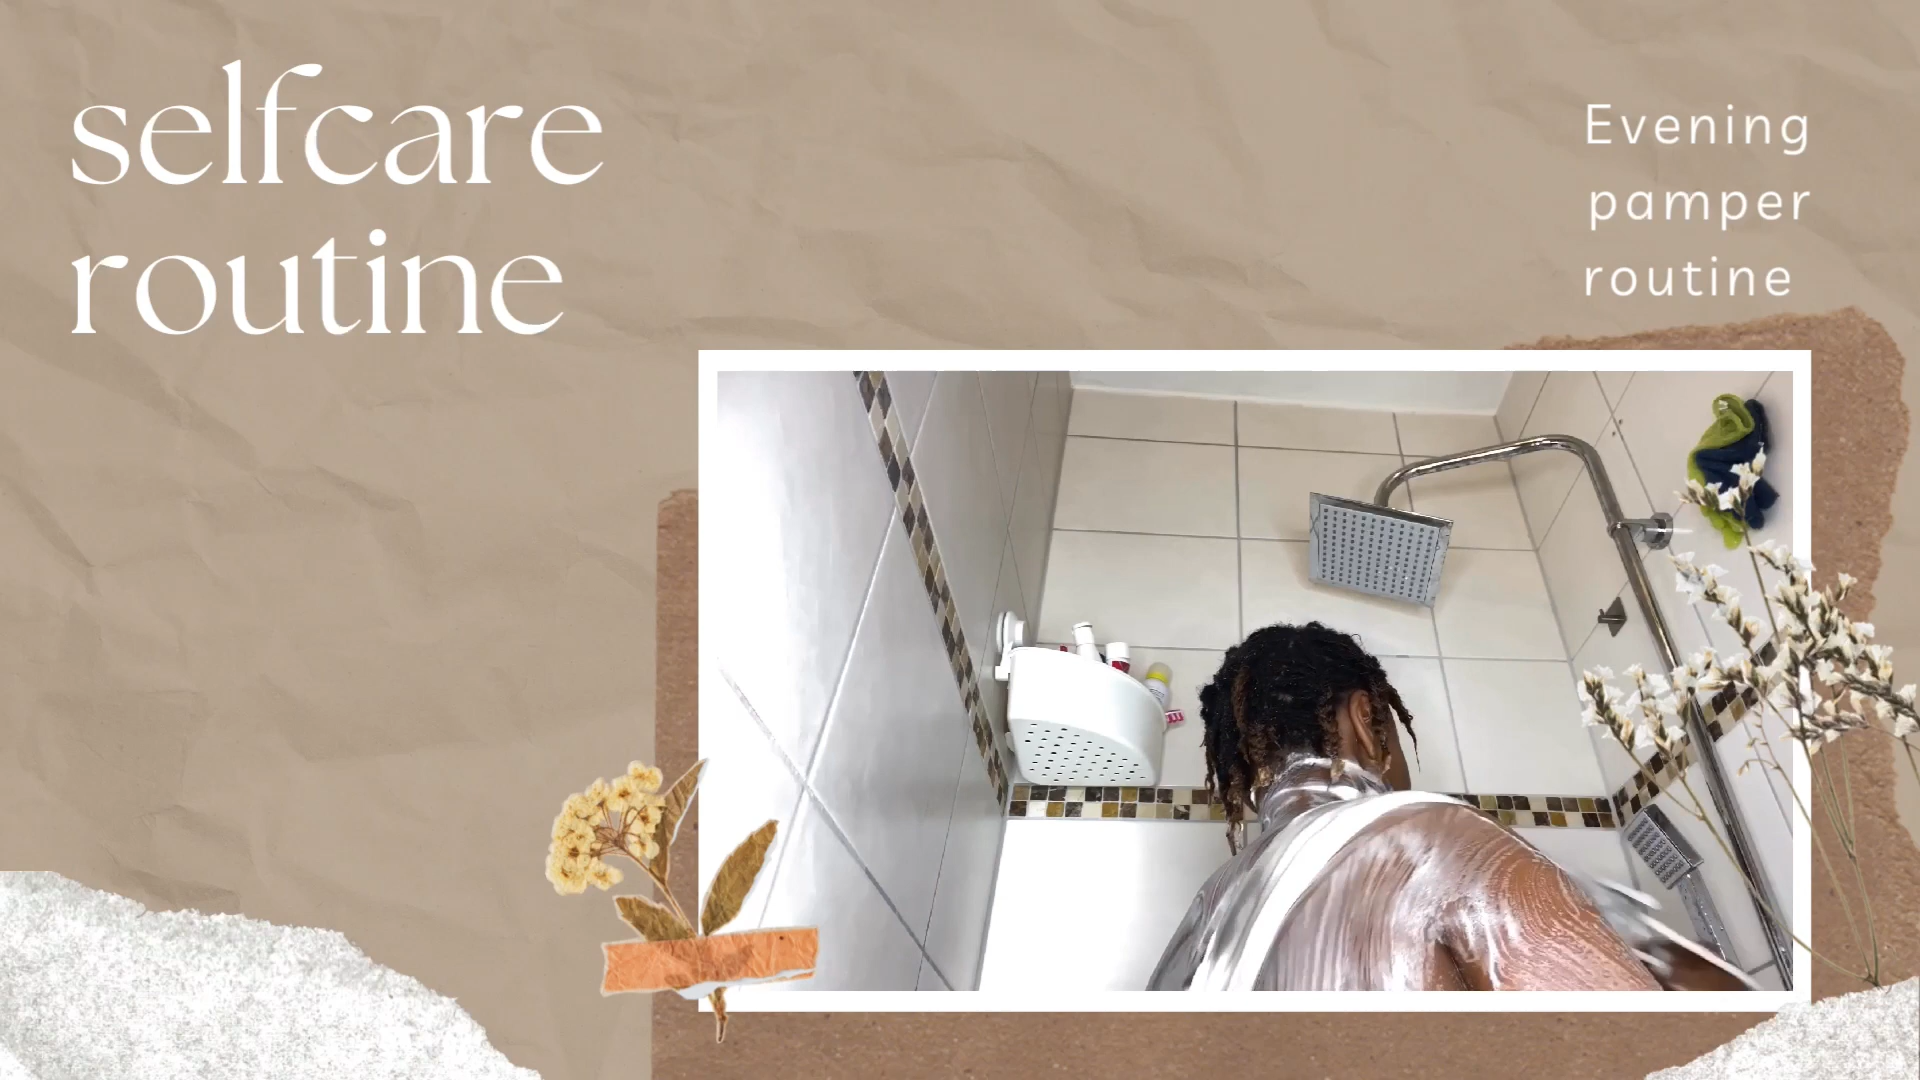 selfcare
routine
Evening
pamper
routine